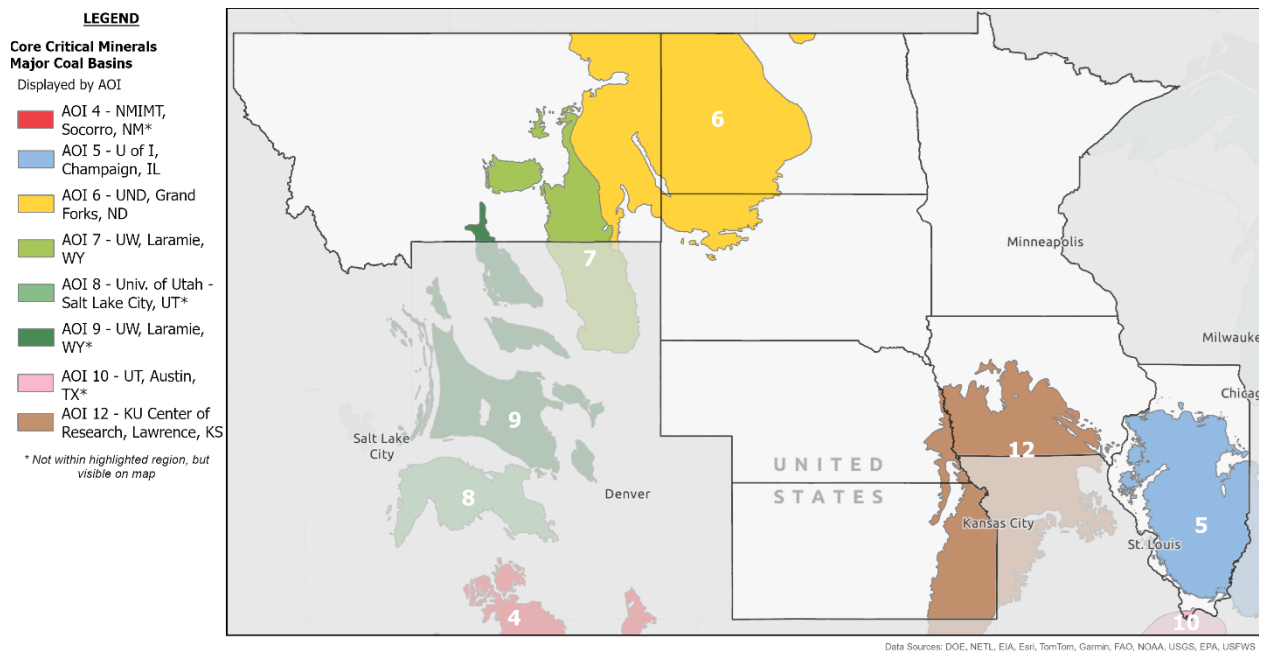 LEGEND
Core Critical Minerals
Major Coal Basins
Displayed by AOI
AOI 4 - NMIMT,
Socorro, NM*
AOI 5 - U of I,
Champaign, IL
AOI 6 - UND, Grand
Forks, ND
AOI 7 - UW, Laramie,
WY
AOI 8 - Univ. of Utah -
Salt Lake City, UT*
AOI 9 - UW, Laramie,
WY*
AOI 10 - UT, Austin,
TX*
AOI 12 - KU Center of
Research, Lawrence, KS
* Not within highlighted region, but
visible on map
6
Minneapolis
7
Milwauke
Chicag
Salt Lake
City
9
12
5
UNITED
STATES
8
Denver
Kansas City
St. Louis
4
10
Data Sources: DOE, NETL, EIA, Esri, TomTom, Garmin, FAO, NOAA, USGS, EPA, USFWS